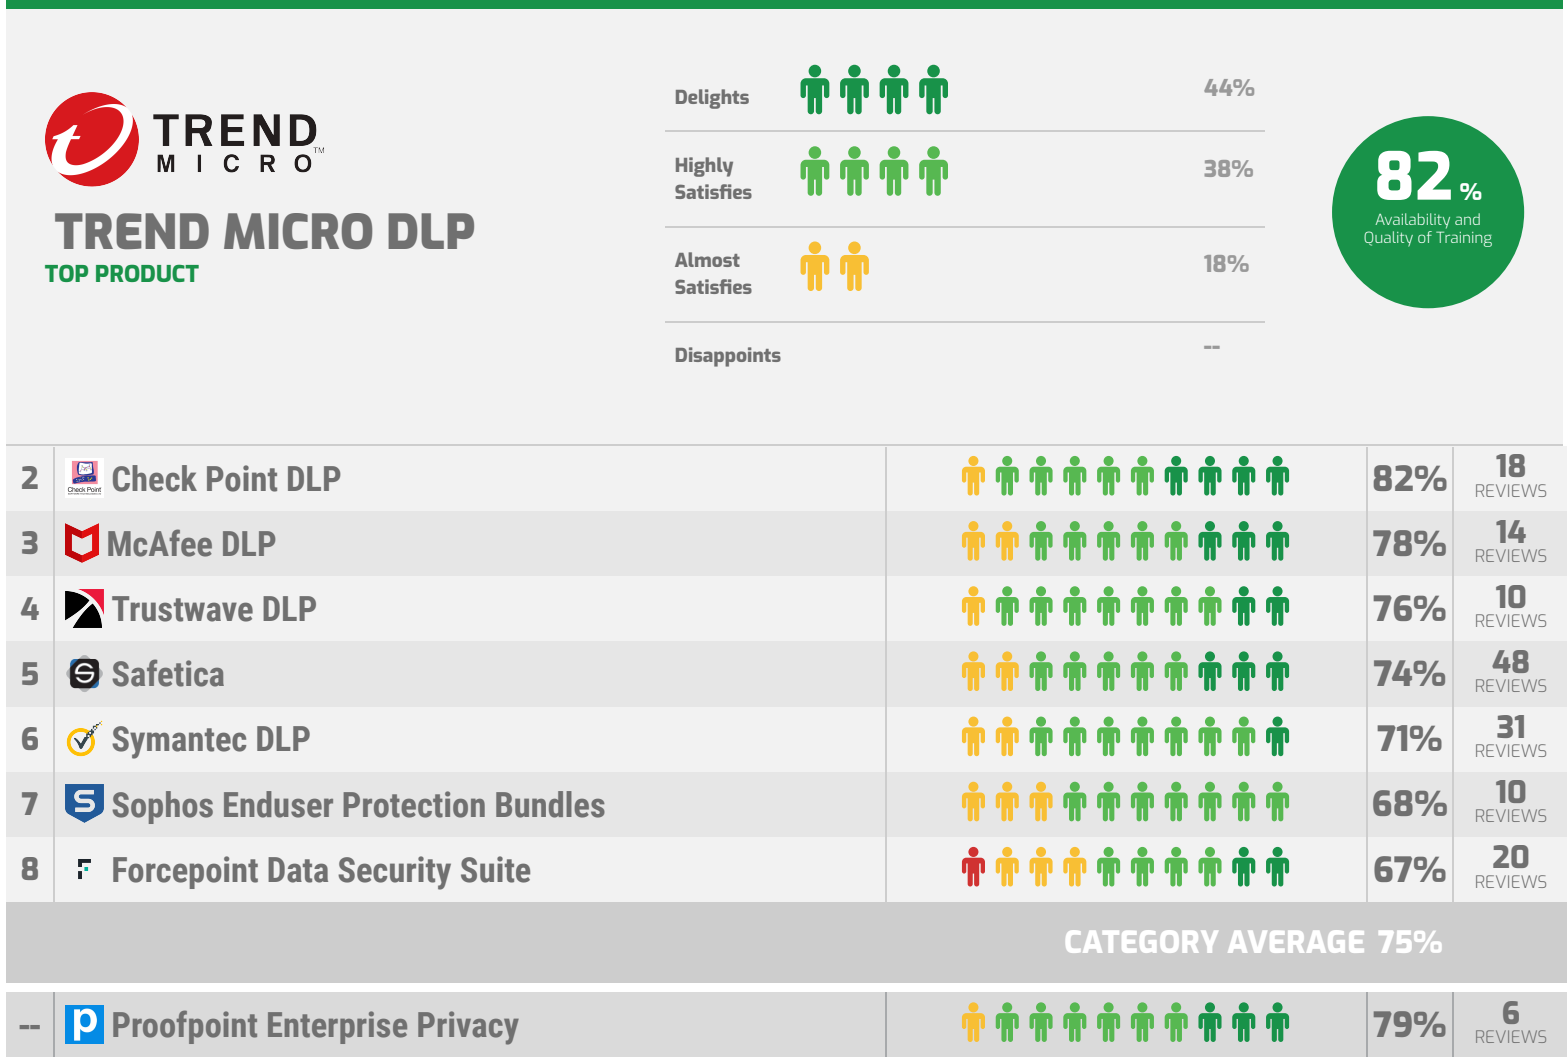 TREND
MICRO™
TREND MICRO DLP
TOP PRODUCT
Delights 44%
Highly
Satisfies 38%
Almost
Satisfies 18%
Disappoints --
82 %
Availability and
Quality of Training
2 Check Point Check Point DLP 82% 18
REVIEWS
3 McAfee DLP 78% 14
REVIEWS
4 Trustwave DLP 76% 10
REVIEWS
5 Safetica 74% 48
REVIEWS
6 Symantec DLP 71% 31
REVIEWS
7 Sophos Enduser Protection Bundles 68% 10
REVIEWS
8 Forcepoint Data Security Suite 67% 20
REVIEWS
CATEGORY AVERAGE 75%
-- Proofpoint Enterprise Privacy 79% 6
REVIEWS